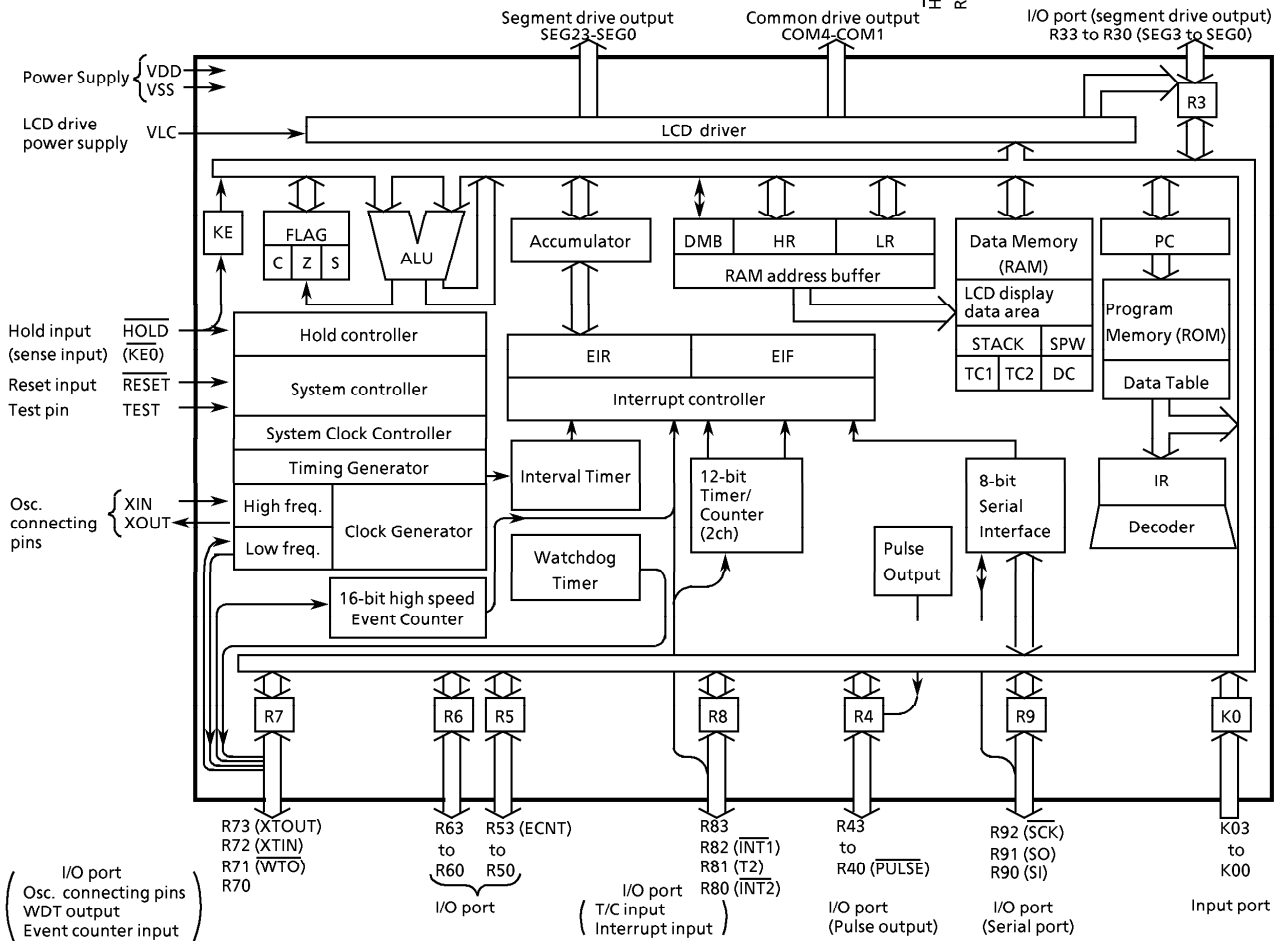 H
R
Segment drive output
SEG23-SEG0
Common drive output
COM4-COM1
I/O port (segment drive output)
R33 to R30 (SEG3 to SEG0)
Power Supply
VDD
VSS
R3
LCD drive
power supply
VLC
LCD driver
KE
FLAG
C Z S
ALU
Accumulator
DMB HR LR
RAM address buffer
Data Memory
(RAM)
LCD display
data area
STACK SPW
TC1 TC2 DC
PC
Program
Memory (ROM)
Data Table
Hold input
(sense input)
HOLD
(KE0)
Reset input RESET
Test pin TEST
Hold controller
System controller
System Clock Controller
Timing Generator
High freq.
Low freq.
Clock Generator
EIR EIF
Interrupt controller
Osc.
connecting
pins
XIN
XOUT
Interval Timer
12-bit
Timer/
Counter
(2ch)
8-bit
Serial
Interface
IR
Decoder
Watchdog
Timer
Pulse
Output
16-bit high speed
Event Counter
R7 R6 R5 R8 R4 R9 K0
R73 (XTOUT)
R72 (XTIN)
R71 (WTO)
R70
I/O port
Osc. connecting pins
WDT output
Event counter input
R63
to
R60
R53 (ECNT)
to
R50
I/O port
R83
R82 (INT1)
R81 (T2)
R80 (INT2)
I/O port
T/C input
Interrupt input
R43
to
R40 (PULSE)
I/O port
(Pulse output)
R92 (SCK)
R91 (SO)
R90 (SI)
I/O port
(Serial port)
K03
to
K00
Input port